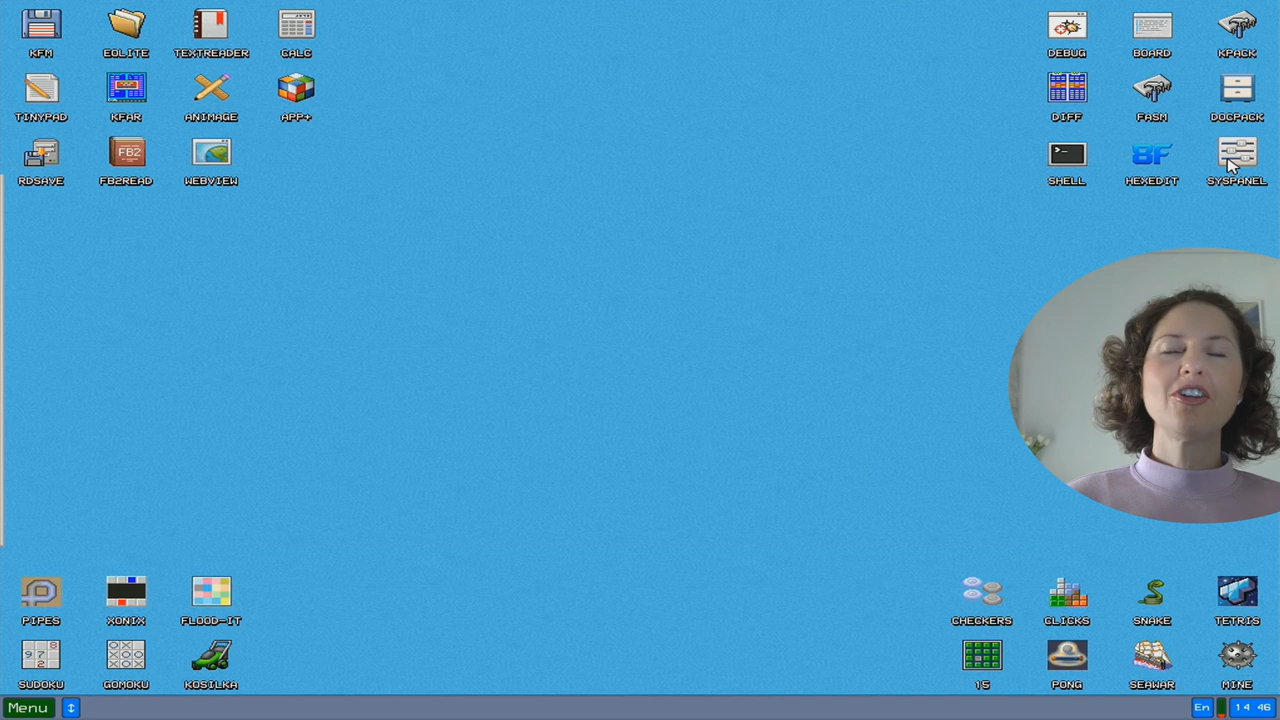 KFM EOLITE TEXTREADER CALC DEBUG BOARD KPACK
TINYPAD KFAR ANIMAGE APP+ DIFF FASM DOCPACK
FB2
RDSAVE FB2READ WEBVIEW SHELL HEXEDIT SYSPANEL
PIPES XONIX FLOOD-IT CHECKERS CLICKS SNAKE TETRIS
SUDOKU GOMOKU KOSILKA 15 PONG SEAWAR MINE
Menu En 14 46